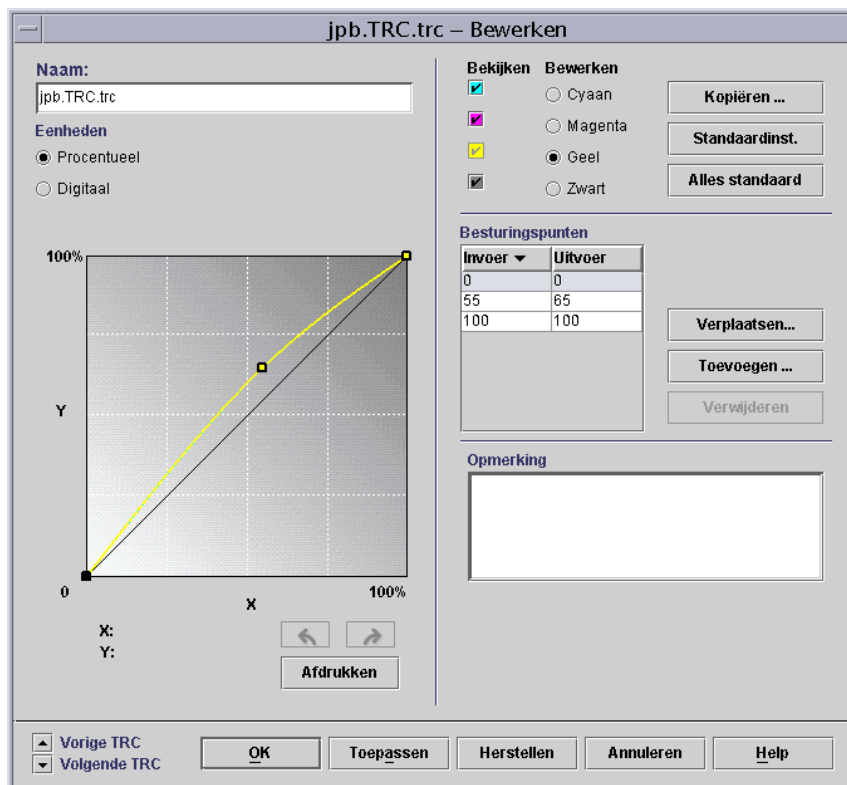 jpb.TRC.trc – Bewerken
Naam:
jpb.TRC.trc
Eenheden
Procentueel
Digitaal
100%
Y
0
100%
X
X:
Y:
Afdrukken
Bekijken Bewerken
Cyaan
Magenta
Geel
Zwart
Kopiëren ...
Standaardinst.
Alles standaard
Besturingspunten
Invoer Uitvoer
0 0
55 65
100 100
Verplaatsen...
Toevoegen ...
Verwijderen
Opmerking
Vorige TRC
Volgende TRC
OK Toepassen Herstellen Annuleren Help